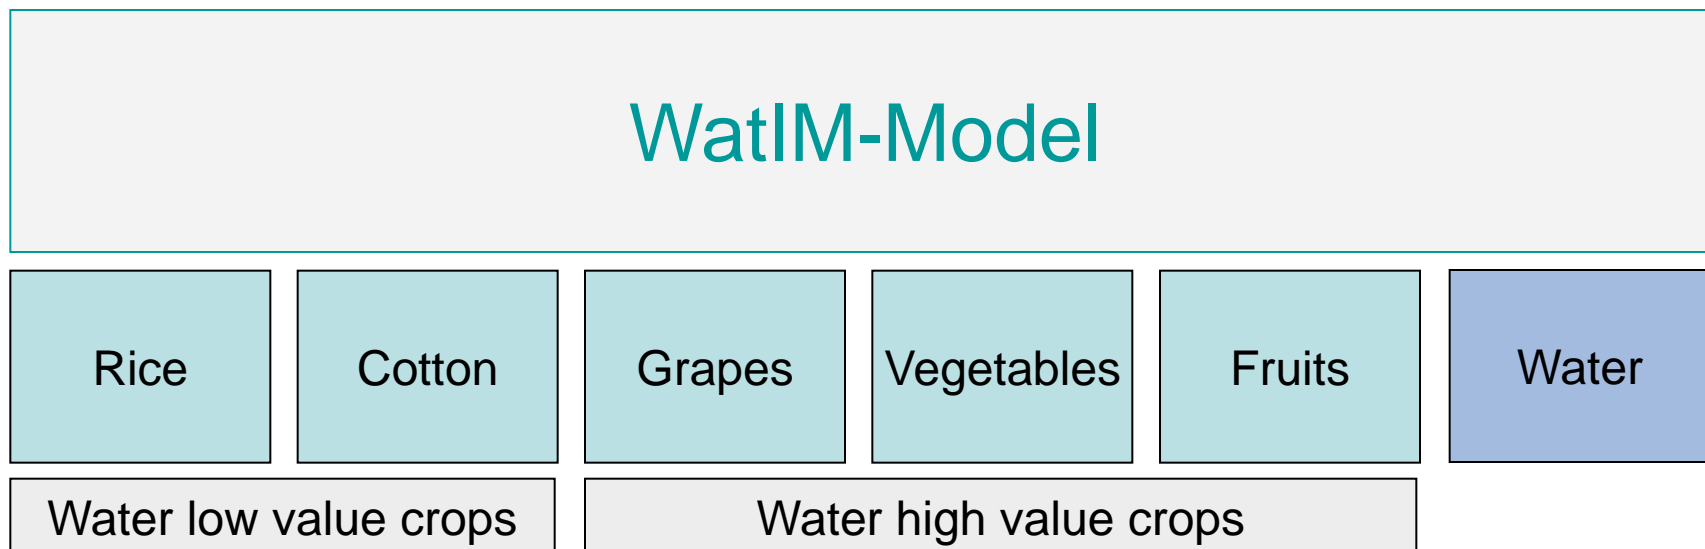 WatIM-Model
Rice
Cotton
Grapes
Vegetables
Fruits
Water
Water low value crops
Water high value crops